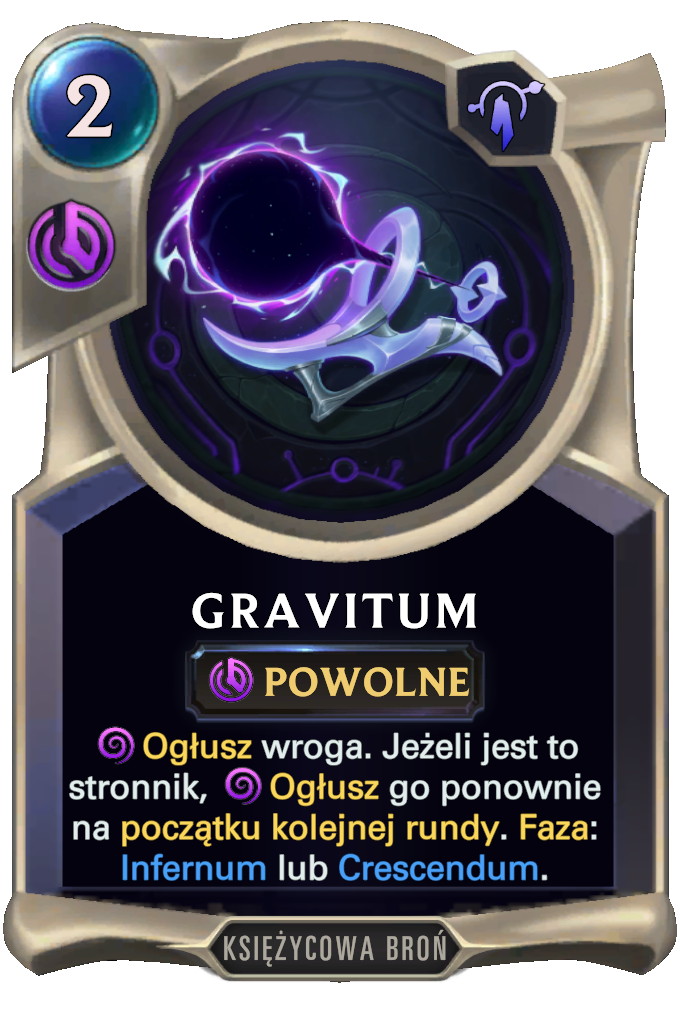 2
GRAVITUM
POWOLNE
Ogłusz wroga. Jeżeli jest to
stronnik, Ogłusz go ponownie
na początku kolejnej rundy. Faza:
Infernum lub Crescendum.
KSIĘŻYCOWA BROŃ